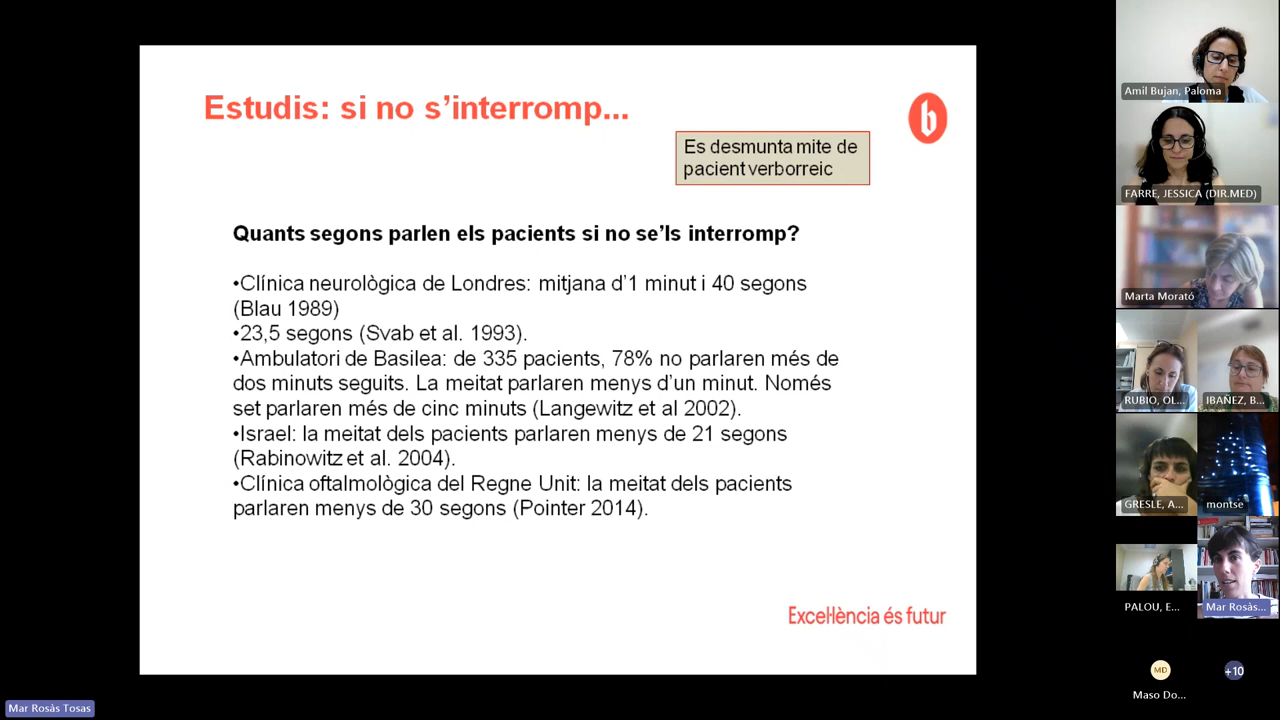 Estudis: si no s’interromp...
b
Es desmunta mite de
pacient verborreic
Quants segons parlen els pacients si no se’ls interromp?
•Clínica neurològica de Londres: mitjana d’1 minut i 40 segons
(Blau 1989)
•23,5 segons (Svab et al. 1993).
•Ambulatori de Basilea: de 335 pacients, 78% no parlaren més de
dos minuts seguits. La meitat parlaren menys d’un minut. Només
set parlaren més de cinc minuts (Langewitz et al 2002).
•Israel: la meitat dels pacients parlaren menys de 21 segons
(Rabinowitz et al. 2004).
•Clínica oftalmològica del Regne Unit: la meitat dels pacients
parlaren menys de 30 segons (Pointer 2014).
Excel·lència és futur
Mar Rosàs Tosas
Amil Bujan, Paloma
FARRE, JESSICA (DIR.MED)
Marta Morató
RUBIO, OL...
IBAÑEZ, B...
GRESLE, A...
montse
PALOU, E...
Mar Rosàs...
MD
+10
Maso Do...